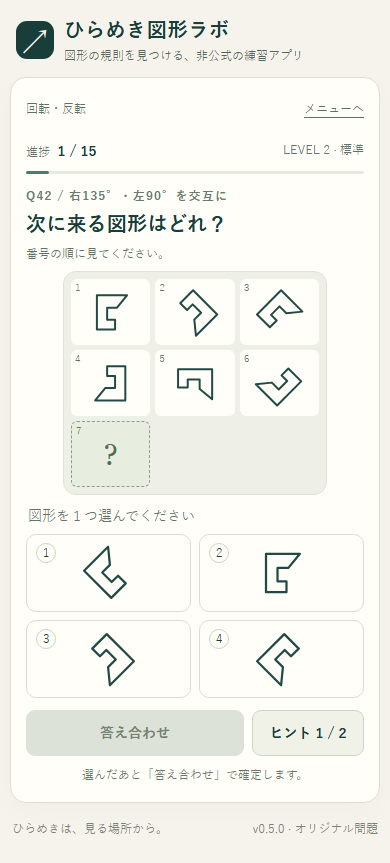 ひらめき図形ラボ
図形の規則を見つける、非公式の練習アプリ
回転・反転
メニューへ
進捗 1 / 15
LEVEL 2 · 標準
Q42 / 右135°・左90°を交互に
次に来る図形はどれ？
番号の順に見てください。
1
2
3
4
5
6
7
?
図形を1つ選んでください
1
2
3
4
答え合わせ
ヒント 1 / 2
選んだあと「答え合わせ」で確定します。
ひらめきは、見る場所から。
v0.5.0 · オリジナル問題